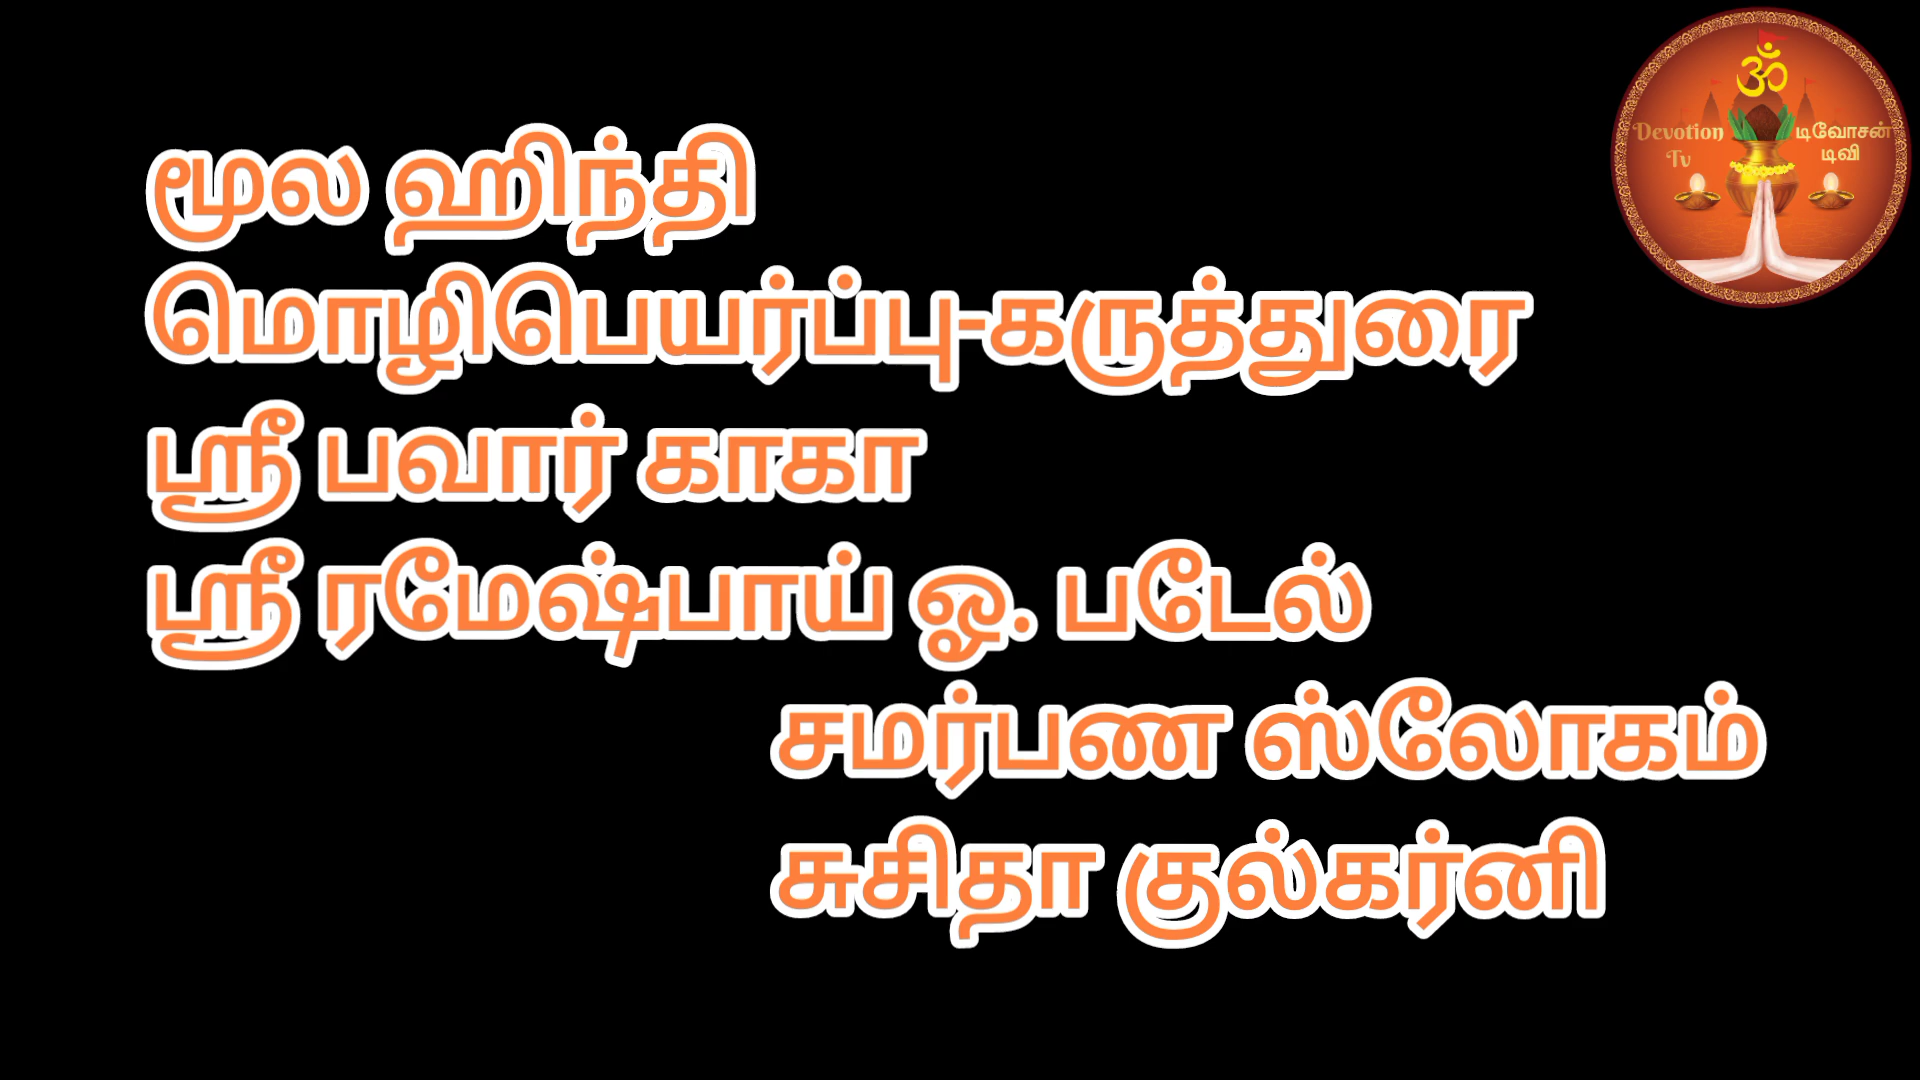 மூல ஹிந்தி
மொழிபெயர்ப்பு-கருத்துரை
ஸ்ரீ பவார் காகா
ஸ்ரீ ரமேஷ்பாய் ஓ. படேல்
சமர்பண ஸ்லோகம்
சுசிதா குல்கர்னி
ॐ
Devotion டிவோசன்
Tv டிவி